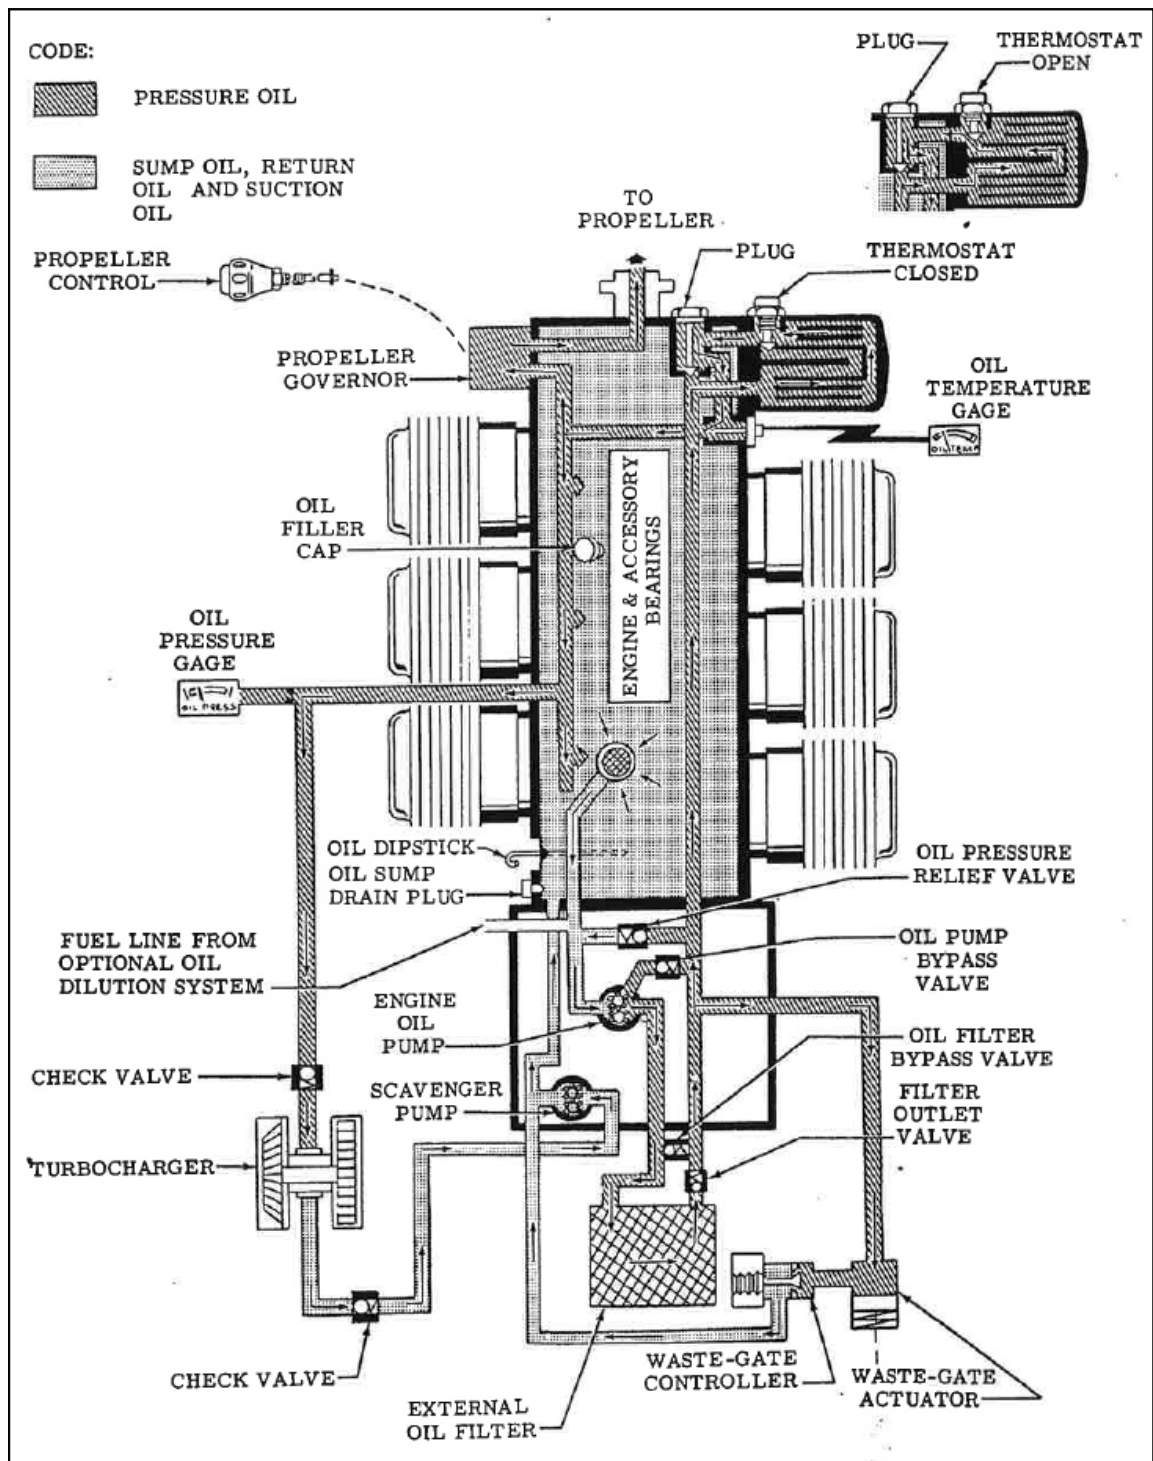 CODE:
PRESSURE OIL
SUMP OIL, RETURN
OIL AND SUCTION
OIL
PLUG
THERMOSTAT
OPEN
TO
PROPELLER
PLUG
THERMOSTAT
CLOSED
PROPELLER
CONTROL
PROPELLER
GOVERNOR
OIL
TEMPERATURE
GAGE
OIL TEMP
OIL
FILLER
CAP
ENGINE & ACCESSORY
BEARINGS
OIL
PRESSURE
GAGE
OIL PRESS
OIL DIPSTICK
OIL SUMP
DRAIN PLUG
OIL PRESSURE
RELIEF VALVE
FUEL LINE FROM
OPTIONAL OIL
DILUTION SYSTEM
OIL PUMP
BYPASS
VALVE
ENGINE
OIL
PUMP
OIL FILTER
BYPASS VALVE
CHECK VALVE
SCAVENGER
PUMP
FILTER
OUTLET
VALVE
TURBOCHARGER
CHECK VALVE
WASTE-GATE
CONTROLLER
WASTE-GATE
ACTUATOR
EXTERNAL
OIL FILTER